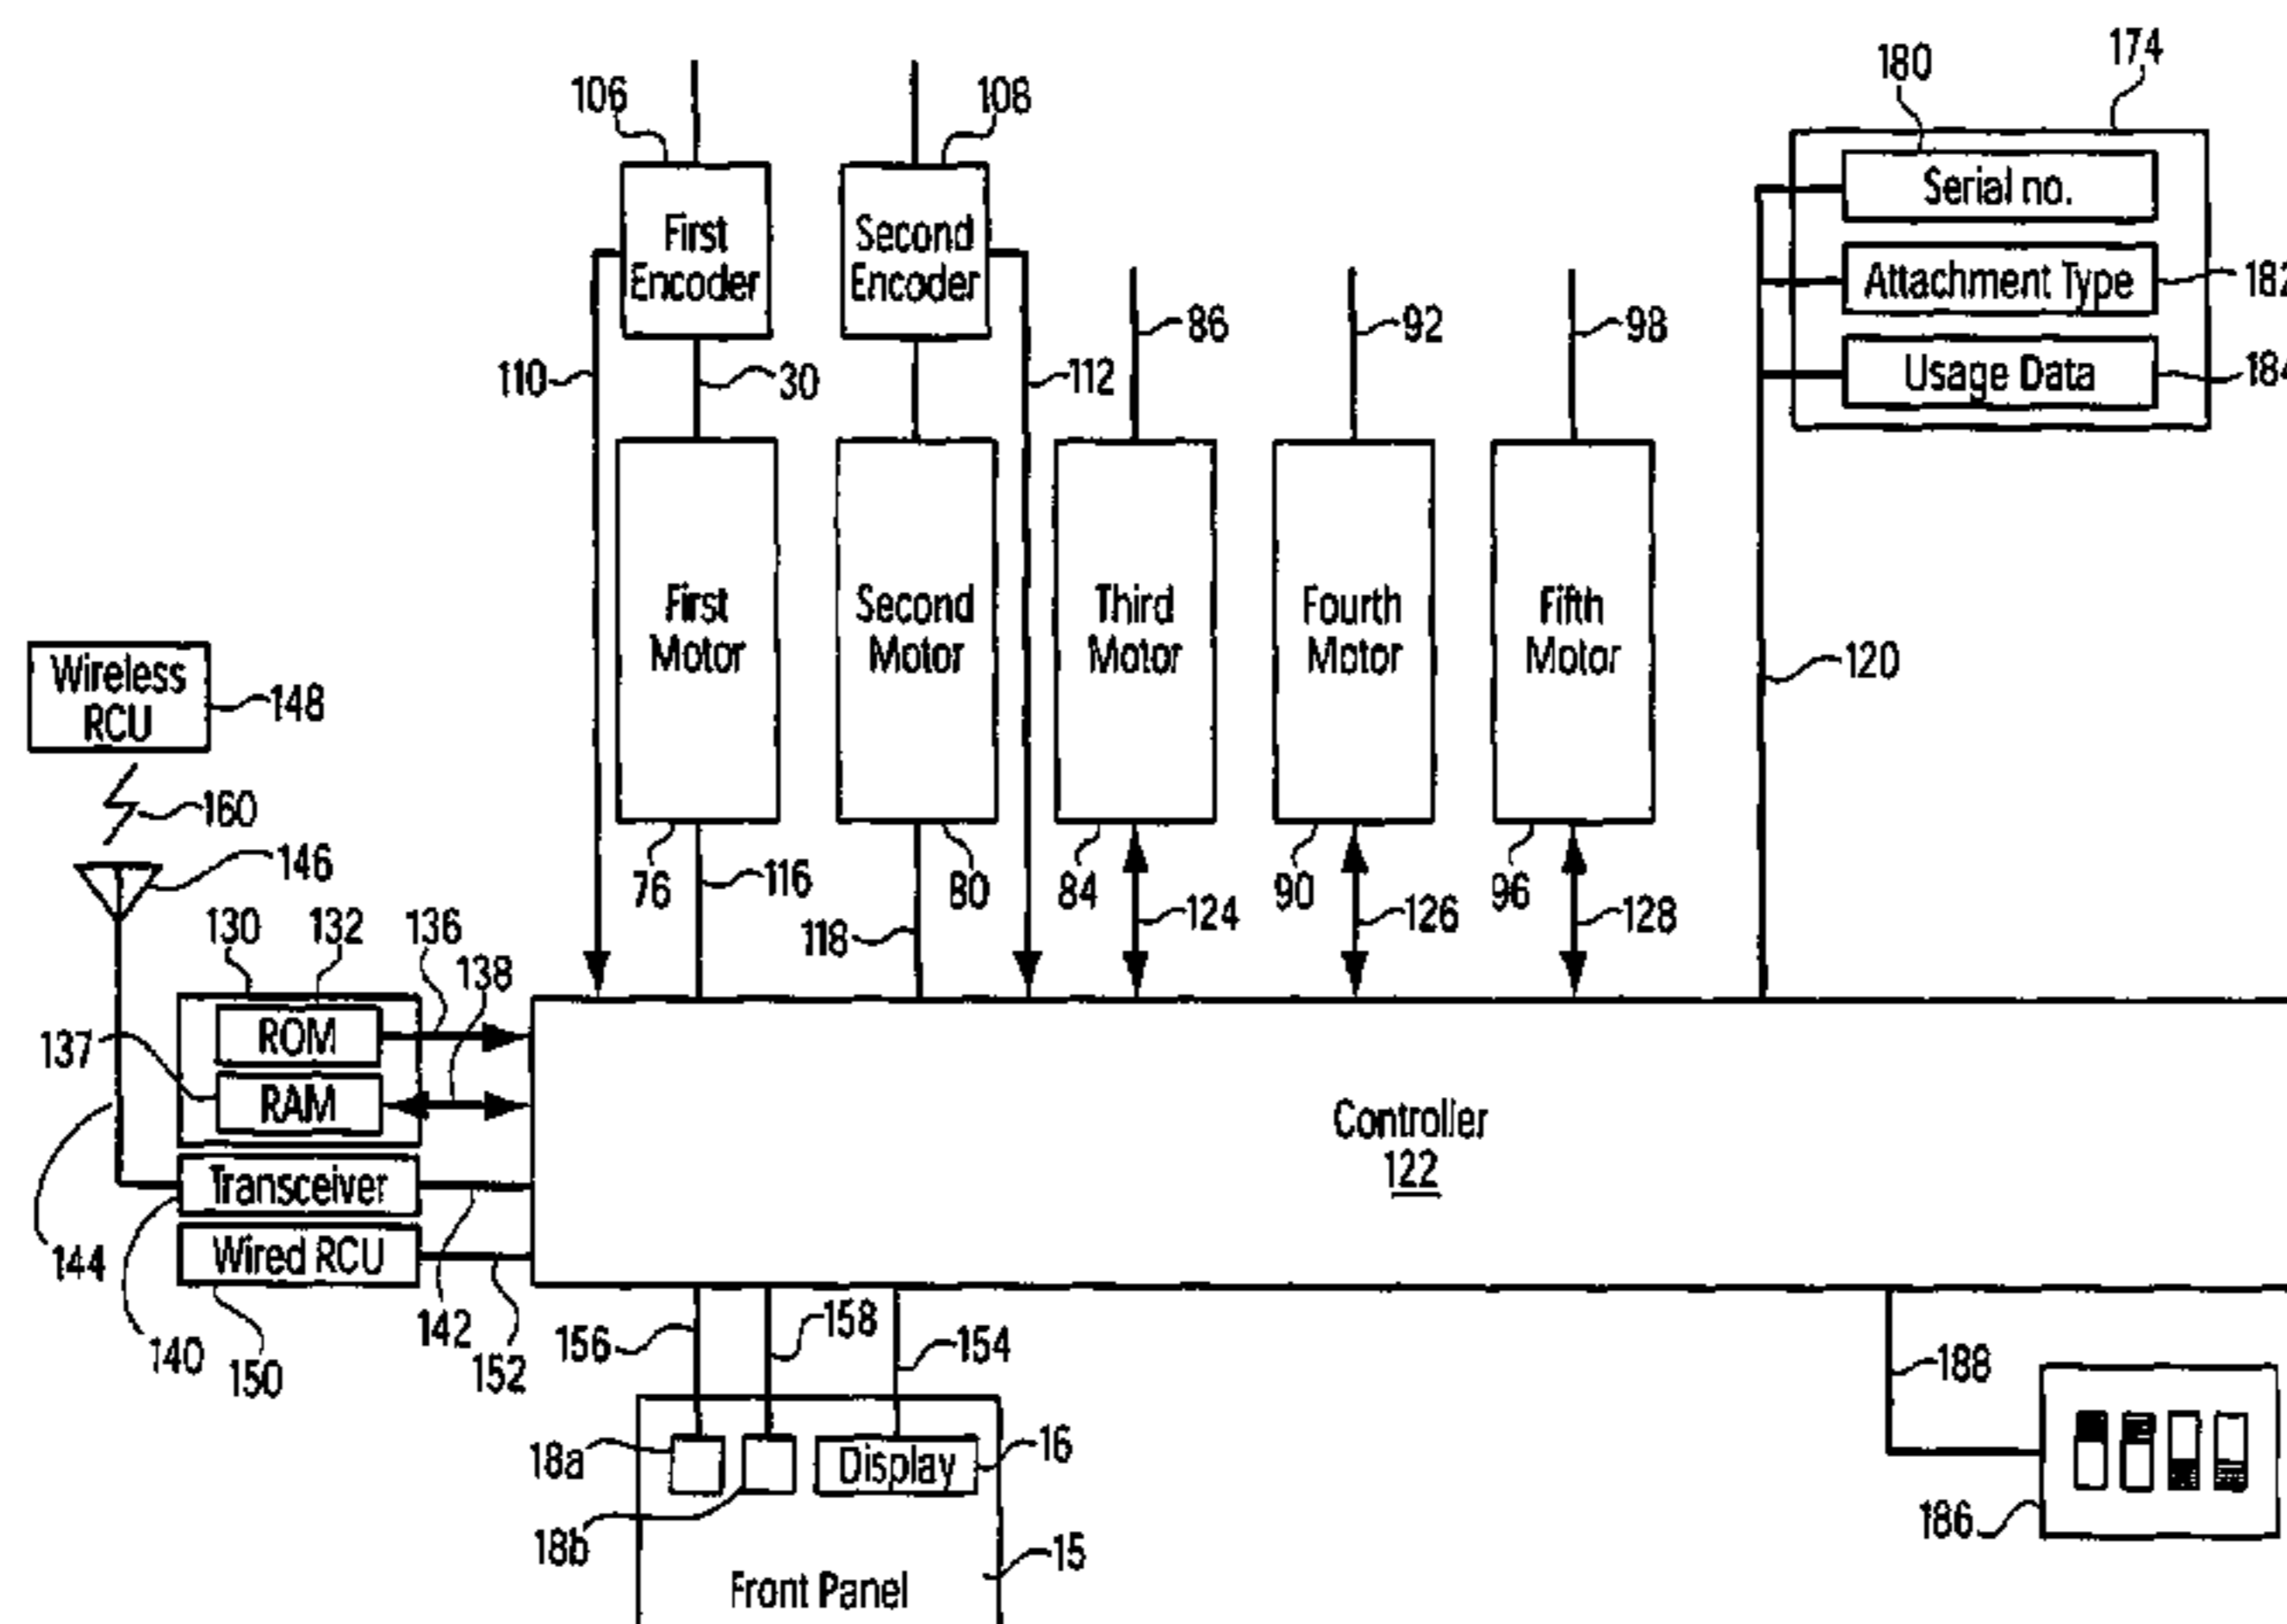 174
180
106
108
Serial no.
First
Encoder
Second
Encoder
Attachment Type
182
86
92
98
110
30
112
Usage Data
184
First
Motor
Second
Motor
Third
Motor
Fourth
Motor
Fifth
Motor
120
Wireless
RCU
148
160
146
76
116
80
84
90
96
124
126
128
118
130
132
136
138
137
ROM
RAM
Controller
122
Transceiver
Wired RCU
144
140
150
142
152
156
158
154
188
18a
Display
16
18b
15
186
Front Panel